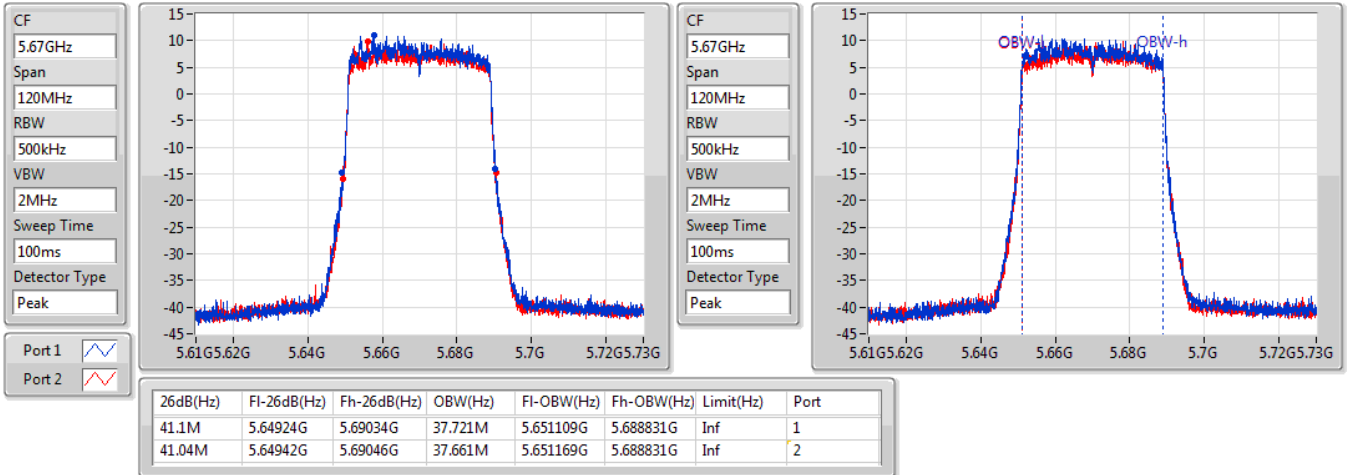 CF
5.67GHz
Span
120MHz
RBW
500kHz
VBW
2MHz
Sweep Time
100ms
Detector Type
Peak
15
10
5
0
-5
-10
-15
-20
-25
-30
-35
-40
-45
5.61G 5.62G 5.64G 5.66G 5.68G 5.7G 5.72G 5.73G
CF
5.67GHz
Span
120MHz
RBW
500kHz
VBW
2MHz
Sweep Time
100ms
Detector Type
Peak
15
10
5
0
-5
-10
-15
-20
-25
-30
-35
-40
-45
OBW-l OBW-h
5.61G 5.62G 5.64G 5.66G 5.68G 5.7G 5.72G 5.73G
Port 1
Port 2
26dB(Hz) Fl-26dB(Hz) Fh-26dB(Hz) OBW(Hz) Fl-OBW(Hz) Fh-OBW(Hz) Limit(Hz) Port
41.1M 5.64924G 5.69034G 37.721M 5.651109G 5.688831G Inf 1
41.04M 5.64942G 5.69046G 37.661M 5.651169G 5.688831G Inf 2